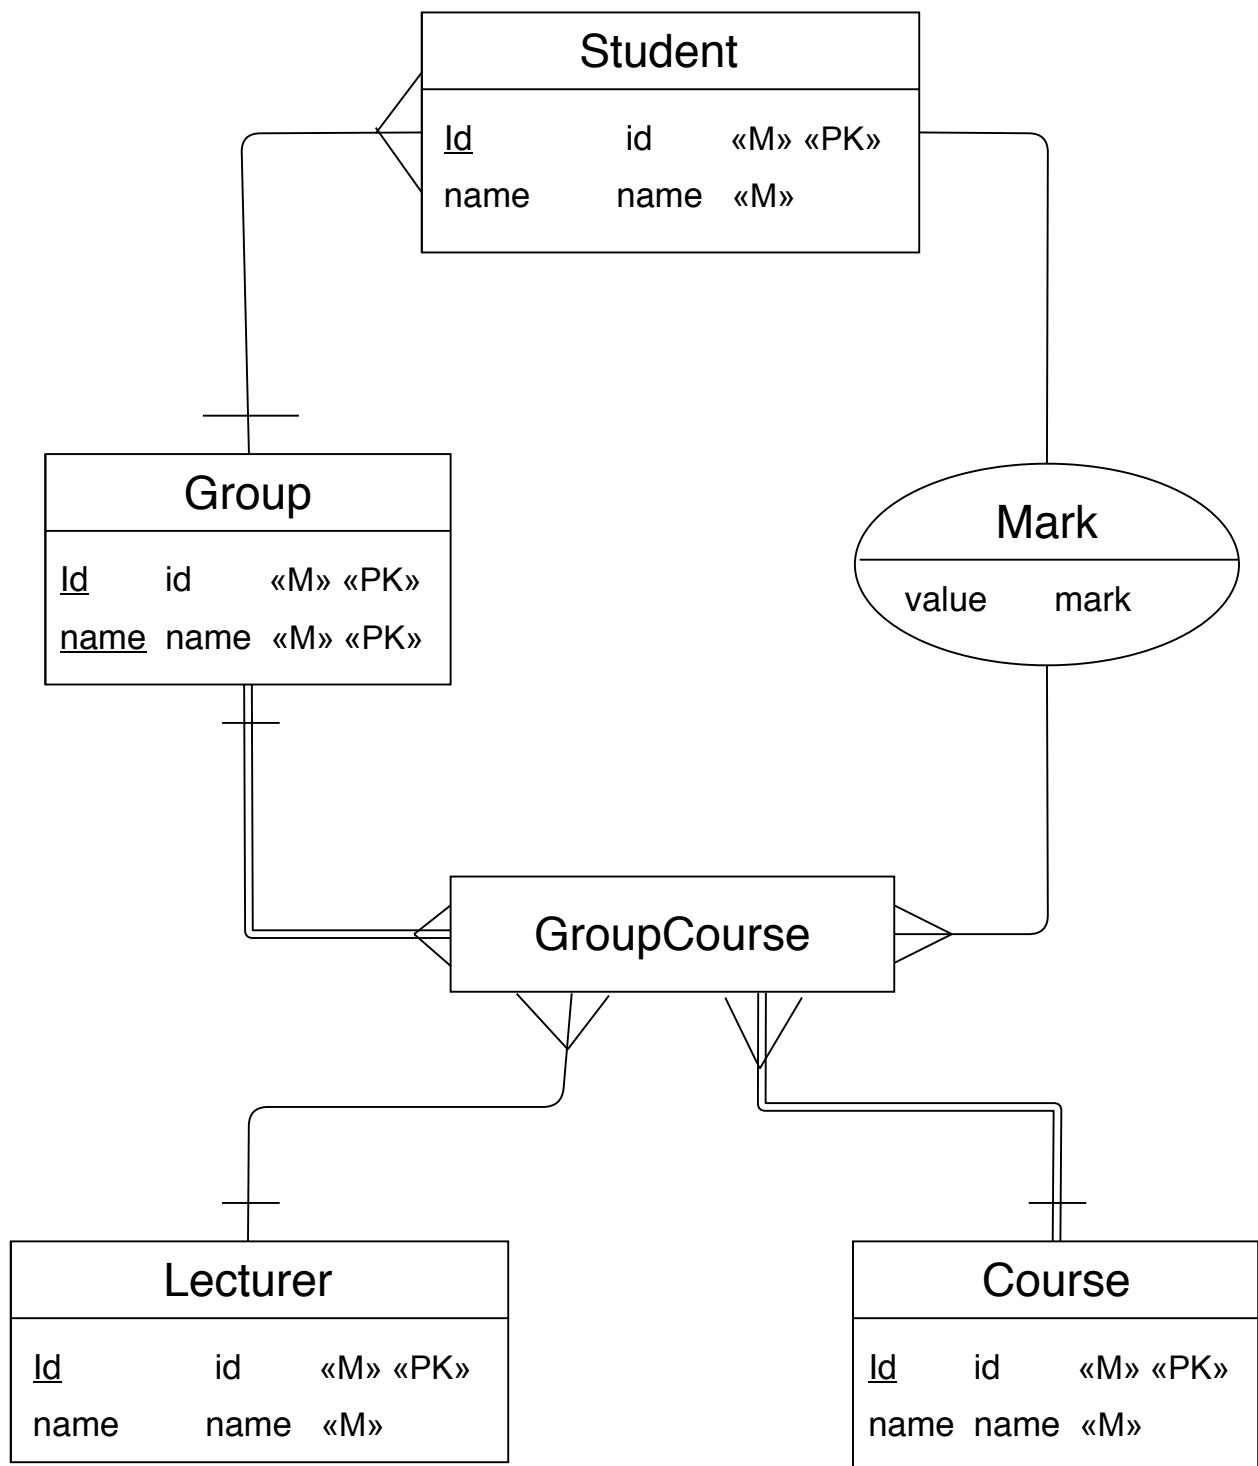 Student
Id id «M» «PK»
name name «M»
Group
Id id «M» «PK»
name name «M» «PK»
Mark
value mark
GroupCourse
Lecturer
Id id «M» «PK»
name name «M»
Course
Id id «M» «PK»
name name «M»